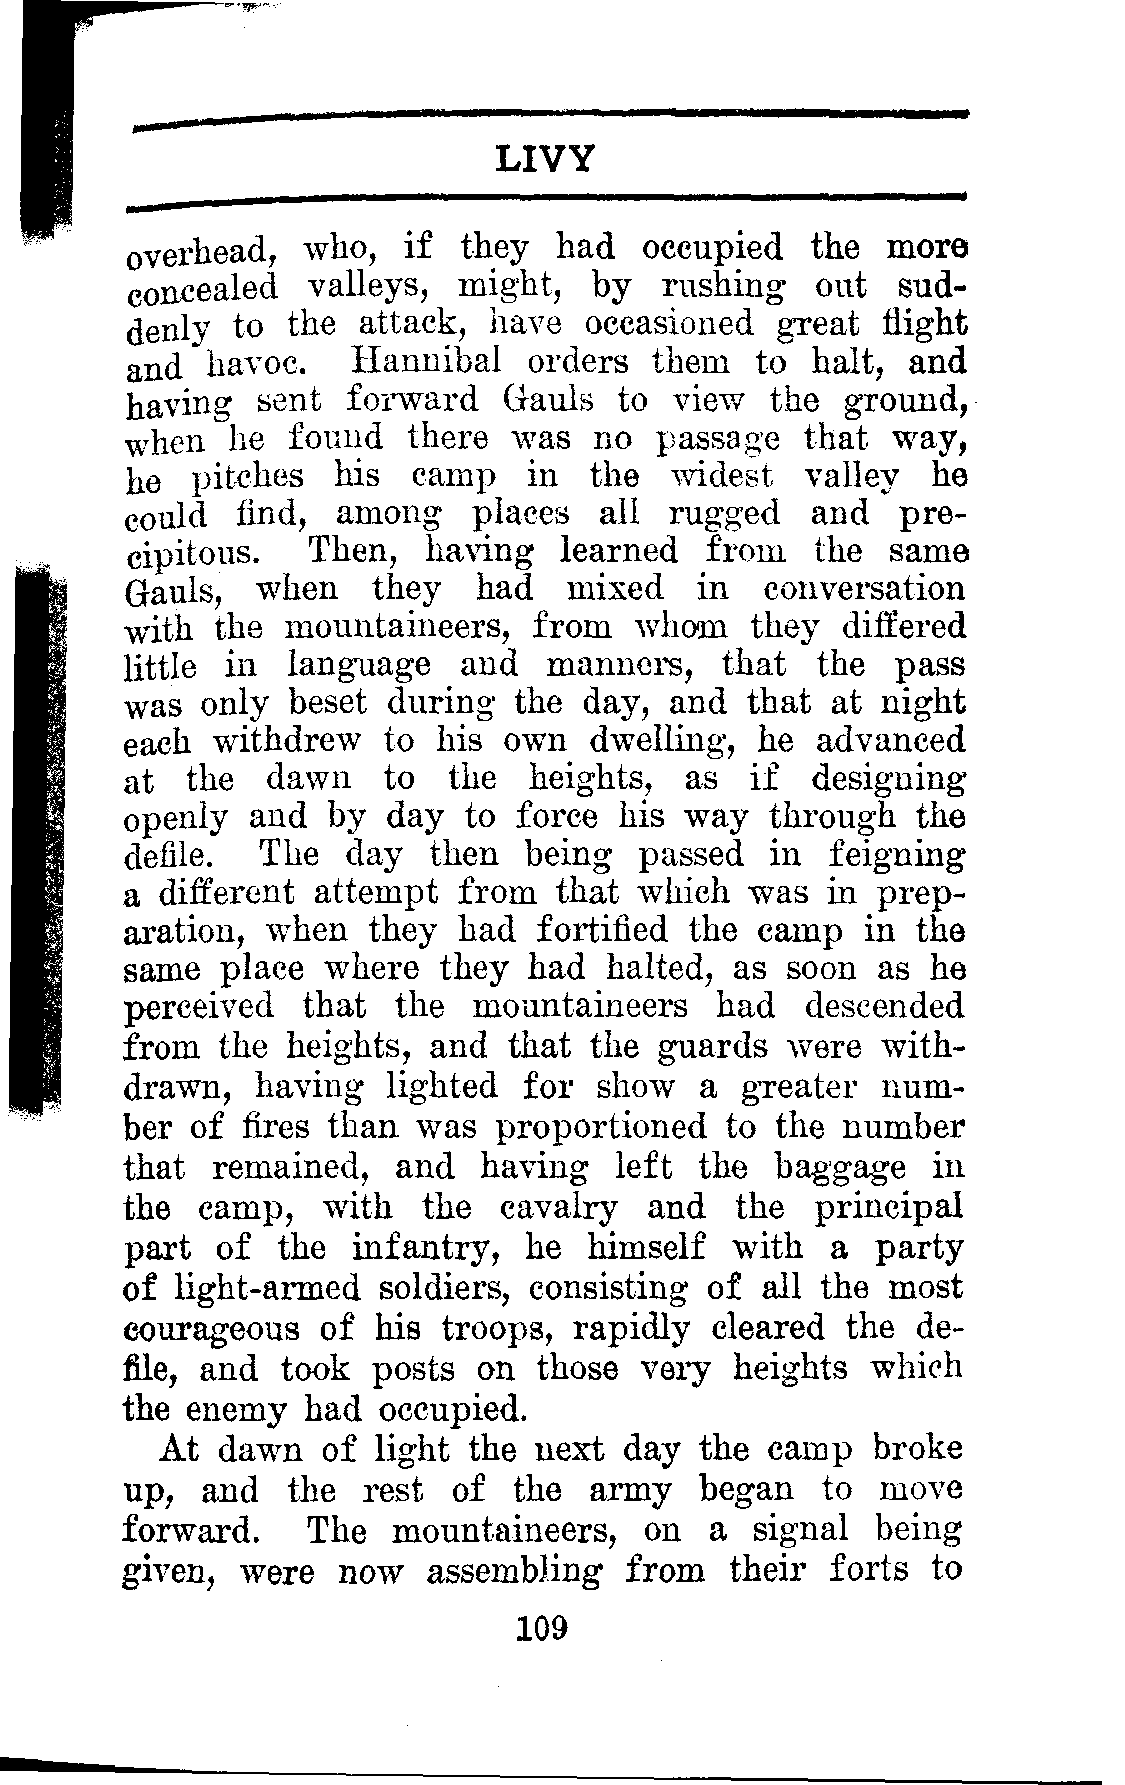 LIVY
overhead, who, if they had occupied the more
concealed valleys, might, by rushing out sud-
denly to the attack, have occasioned great flight
and havoc. Hannibal orders them to halt, and
having sent forward Gauls to view the ground,
when he found there was no passage that way,
he pitches his camp in the widest valley he
could find, among places all rugged and pre-
cipitous. Then, having learned from the same
Gauls, when they had mixed in conversation
with the mountaineers, from whom they differed
little in language and manners, that the pass
was only beset during the day, and that at night
each withdrew to his own dwelling, he advanced
at the dawn to the heights, as if designing
openly and by day to force his way through the
defile. The day then being passed in feigning
a different attempt from that which was in prep-
aration, when they had fortified the camp in the
same place where they had halted, as soon as he
perceived that the mountaineers had descended
from the heights, and that the guards were with-
drawn, having lighted for show a greater num-
ber of fires than was proportioned to the number
that remained, and having left the baggage in
the camp, with the cavalry and the principal
part of the infantry, he himself with a party
of light-armed soldiers, consisting of all the most
courageous of his troops, rapidly cleared the de-
file, and took posts on those very heights which
the enemy had occupied.
At dawn of light the next day the camp broke
up, and the rest of the army began to move
forward. The mountaineers, on a signal being
given, were now assembling from their forts to
109